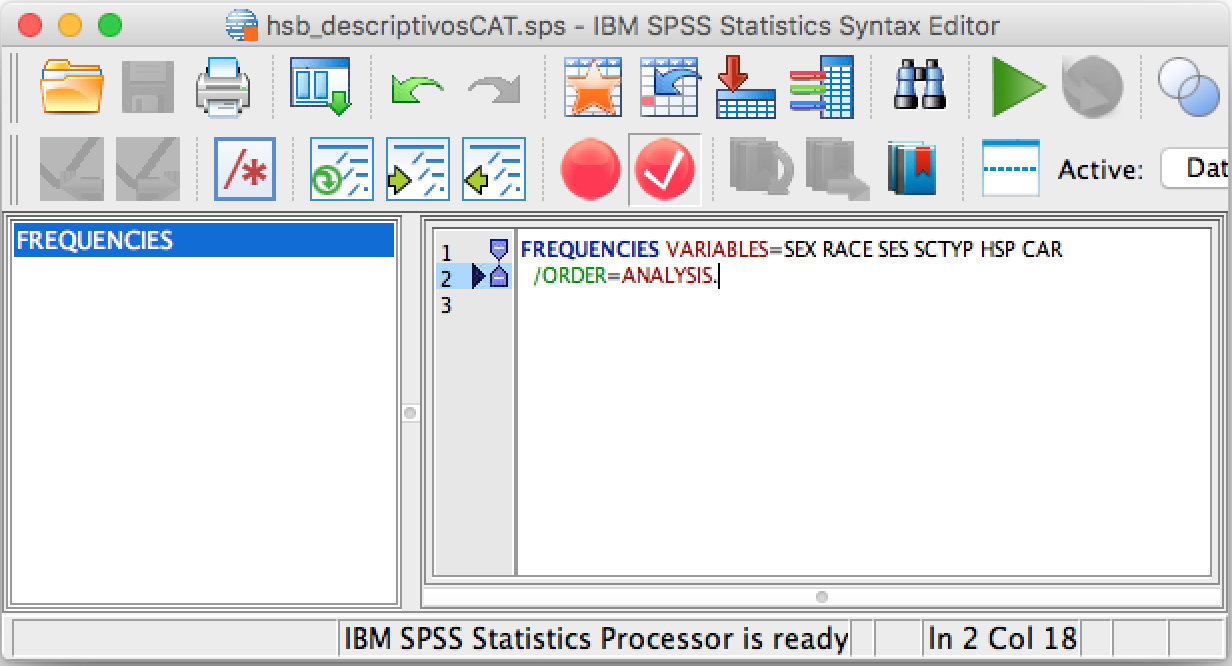 hsb_descriptivosCAT.sps - IBM SPSS Statistics Syntax Editor
/*
Active:
Dat
FREQUENCIES
1 FREQUENCIES VARIABLES=SEX RACE SES SCTYP HSP CAR
2 /ORDER=ANALYSIS.
3
IBM SPSS Statistics Processor is ready
In 2 Col 18